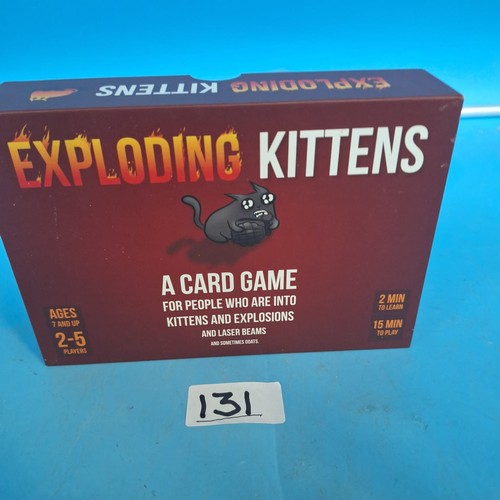 EXPLODING KITTENS
EXPLODING KITTENS
A CARD GAME
FOR PEOPLE WHO ARE INTO
KITTENS AND EXPLOSIONS
AND LASER BEAMS
AND SOMETIMES GOATS.
AGES
7 AND UP
2-5
PLAYERS
2 MIN
TO LEARN
15 MIN
TO PLAY
131